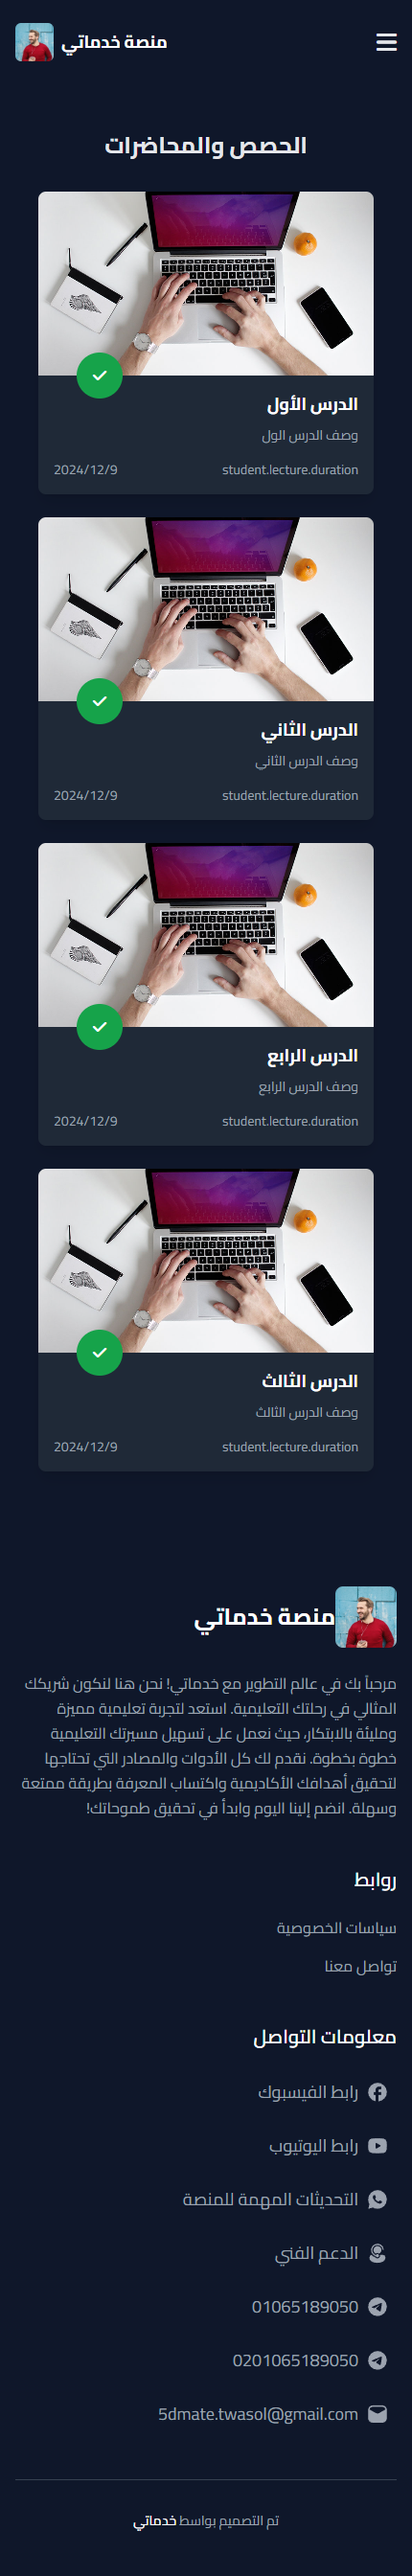 منصة خدماتي
الحصص والمحاضرات
الدرس الأول
وصف الدرس الول
student.lecture.duration 2024/12/9
الدرس الثاني
وصف الدرس الثاني
student.lecture.duration 2024/12/9
الدرس الرابع
وصف الدرس الرابع
student.lecture.duration 2024/12/9
الدرس الثالث
وصف الدرس الثالث
student.lecture.duration 2024/12/9
منصة خدماتي
مرحباً بك في عالم التطوير مع خدماتي! نحن هنا لنكون شريكك
المثالي في رحلتك التعليمية. استعد لتجربة تعليمية مميزة
ومليئة بالابتكار، حيث نعمل على تسهيل مسيرتك التعليمية
خطوة بخطوة. نقدم لك كل الأدوات والمصادر التي تحتاجها
لتحقيق أهدافك الأكاديمية واكتساب المعرفة بطريقة ممتعة
وسهلة. انضم إلينا اليوم وابدأ في تحقيق طموحاتك!
روابط
سياسات الخصوصية
تواصل معنا
معلومات التواصل
رابط الفيسبوك
رابط اليوتيوب
التحديثات المهمة للمنصة
الدعم الفني
01065189050
0201065189050
5dmate.twasol@gmail.com
تم التصميم بواسط خدماتي